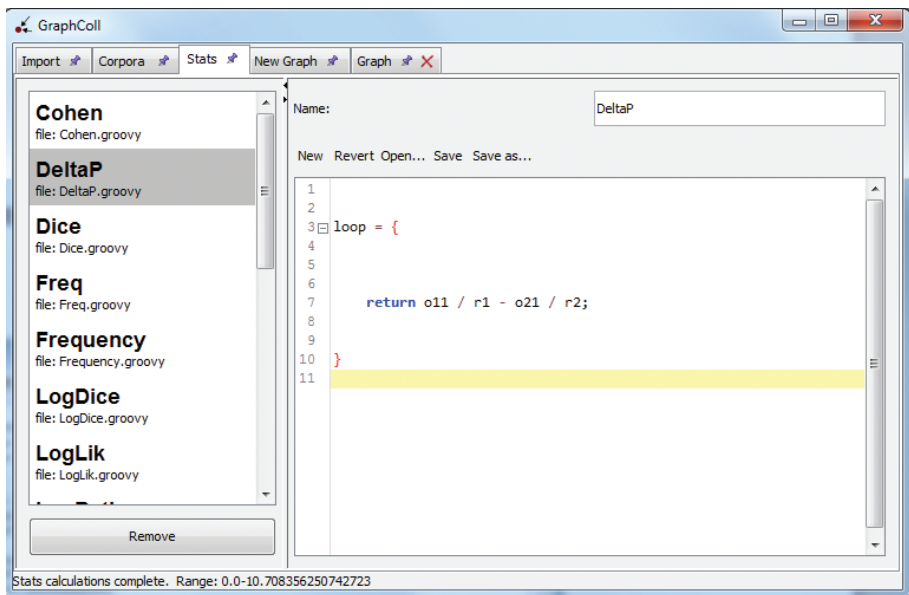 GraphColl
Import Corpora Stats New Graph Graph
Cohen
file: Cohen.groovy
DeltaP
file: DeltaP.groovy
Dice
file: Dice.groovy
Freq
file: Freq.groovy
Frequency
file: Frequency.groovy
LogDice
file: LogDice.groovy
LogLik
file: LogLik.groovy
Remove
Name: DeltaP
New Revert Open... Save Save as...
1
2
3 loop = {
4
5
6
7 return o11 / r1 - o21 / r2;
8
9
10 }
11
Stats calculations complete. Range: 0.0-10.708356250742723